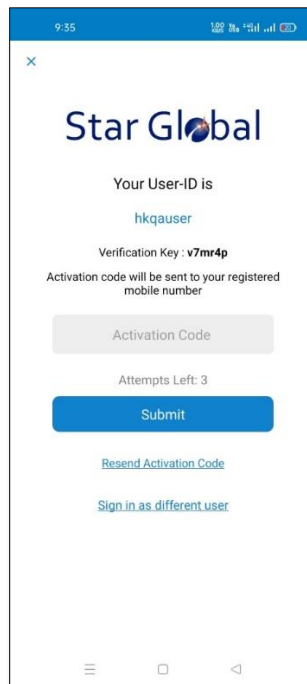 9:35
×
Star Global
Your User-ID is
hkqauser
Verification Key : v7mr4p
Activation code will be sent to your registered
mobile number
Activation Code
Attempts Left: 3
Submit
Resend Activation Code
Sign in as different user